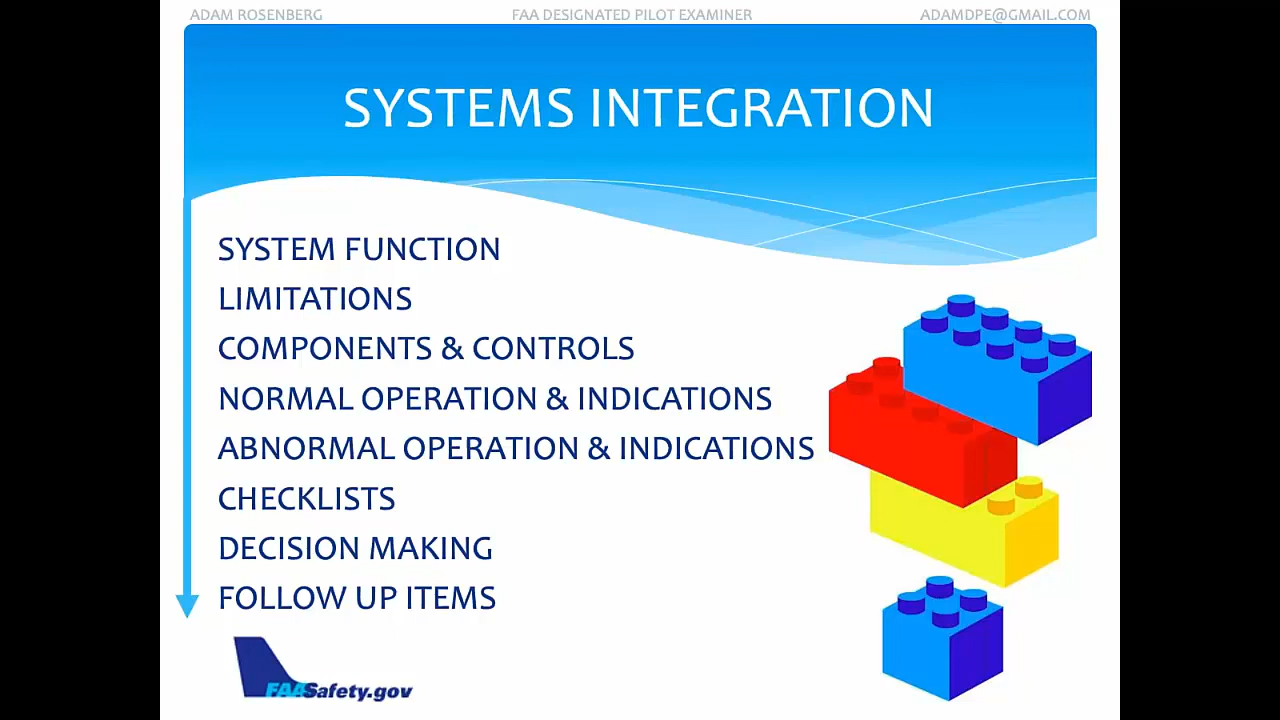 ADAM ROSENBERG FAA DESIGNATED PILOT EXAMINER ADAMDPE@GMAIL.COM
SYSTEMS INTEGRATION
SYSTEM FUNCTION
LIMITATIONS
COMPONENTS & CONTROLS
NORMAL OPERATION & INDICATIONS
ABNORMAL OPERATION & INDICATIONS
CHECKLISTS
DECISION MAKING
FOLLOW UP ITEMS
FAASafety.gov